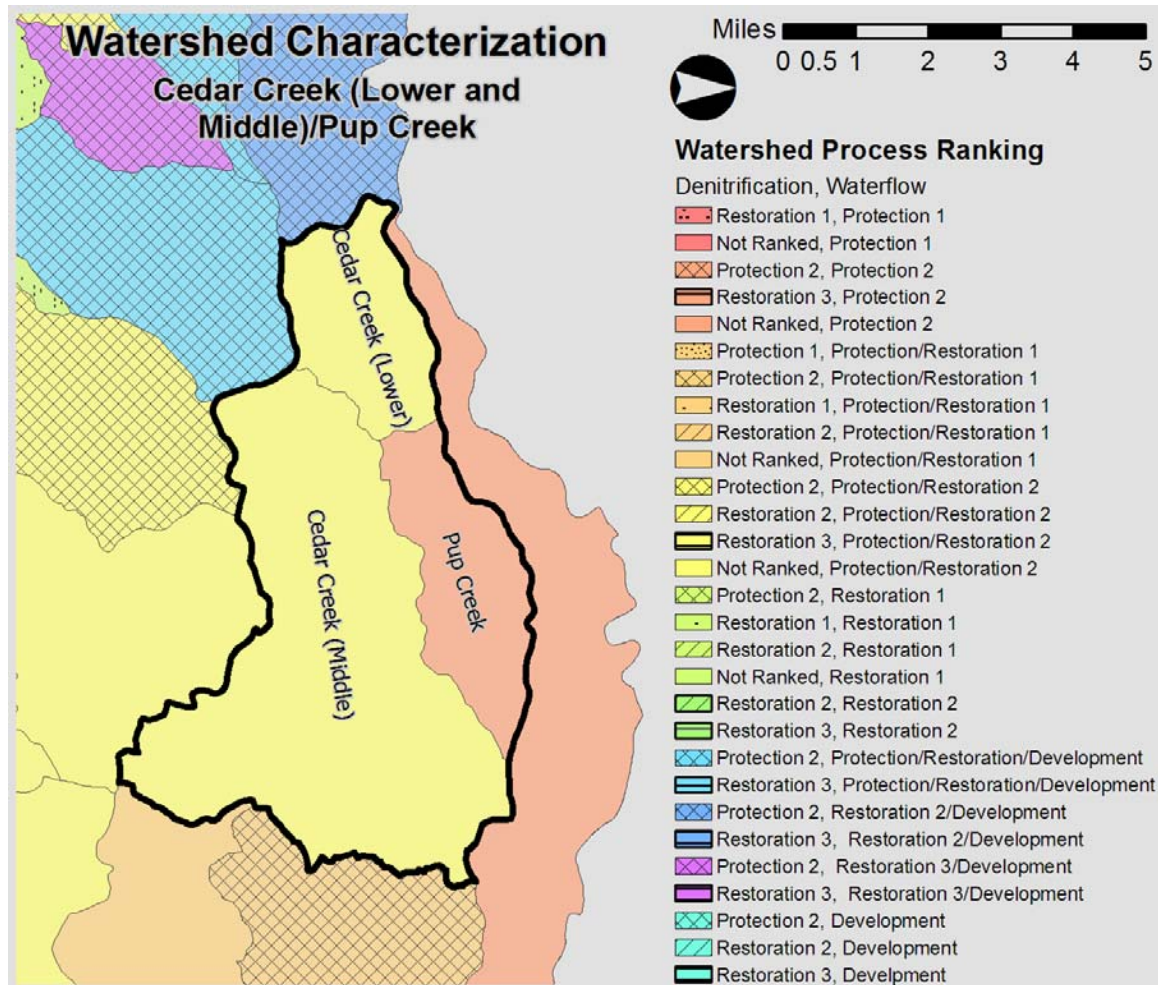 Watershed Characterization
Cedar Creek (Lower and
Middle)/Pup Creek
Cedar Creek (Lower)
Cedar Creek (Middle)
Pup Creek
Miles
0 0.5 1 2 3 4 5
Watershed Process Ranking
Denitrification, Waterflow
Restoration 1, Protection 1
Not Ranked, Protection 1
Protection 2, Protection 2
Restoration 3, Protection 2
Not Ranked, Protection 2
Protection 1, Protection/Restoration 1
Protection 2, Protection/Restoration 1
Restoration 1, Protection/Restoration 1
Restoration 2, Protection/Restoration 1
Not Ranked, Protection/Restoration 1
Protection 2, Protection/Restoration 2
Restoration 2, Protection/Restoration 2
Restoration 3, Protection/Restoration 2
Not Ranked, Protection/Restoration 2
Protection 2, Restoration 1
Restoration 1, Restoration 1
Restoration 2, Restoration 1
Not Ranked, Restoration 1
Restoration 2, Restoration 2
Restoration 3, Restoration 2
Protection 2, Protection/Restoration/Development
Restoration 3, Protection/Restoration/Development
Protection 2, Restoration 2/Development
Restoration 3, Restoration 2/Development
Protection 2, Restoration 3/Development
Restoration 3, Restoration 3/Development
Protection 2, Development
Restoration 2, Development
Restoration 3, Develpment